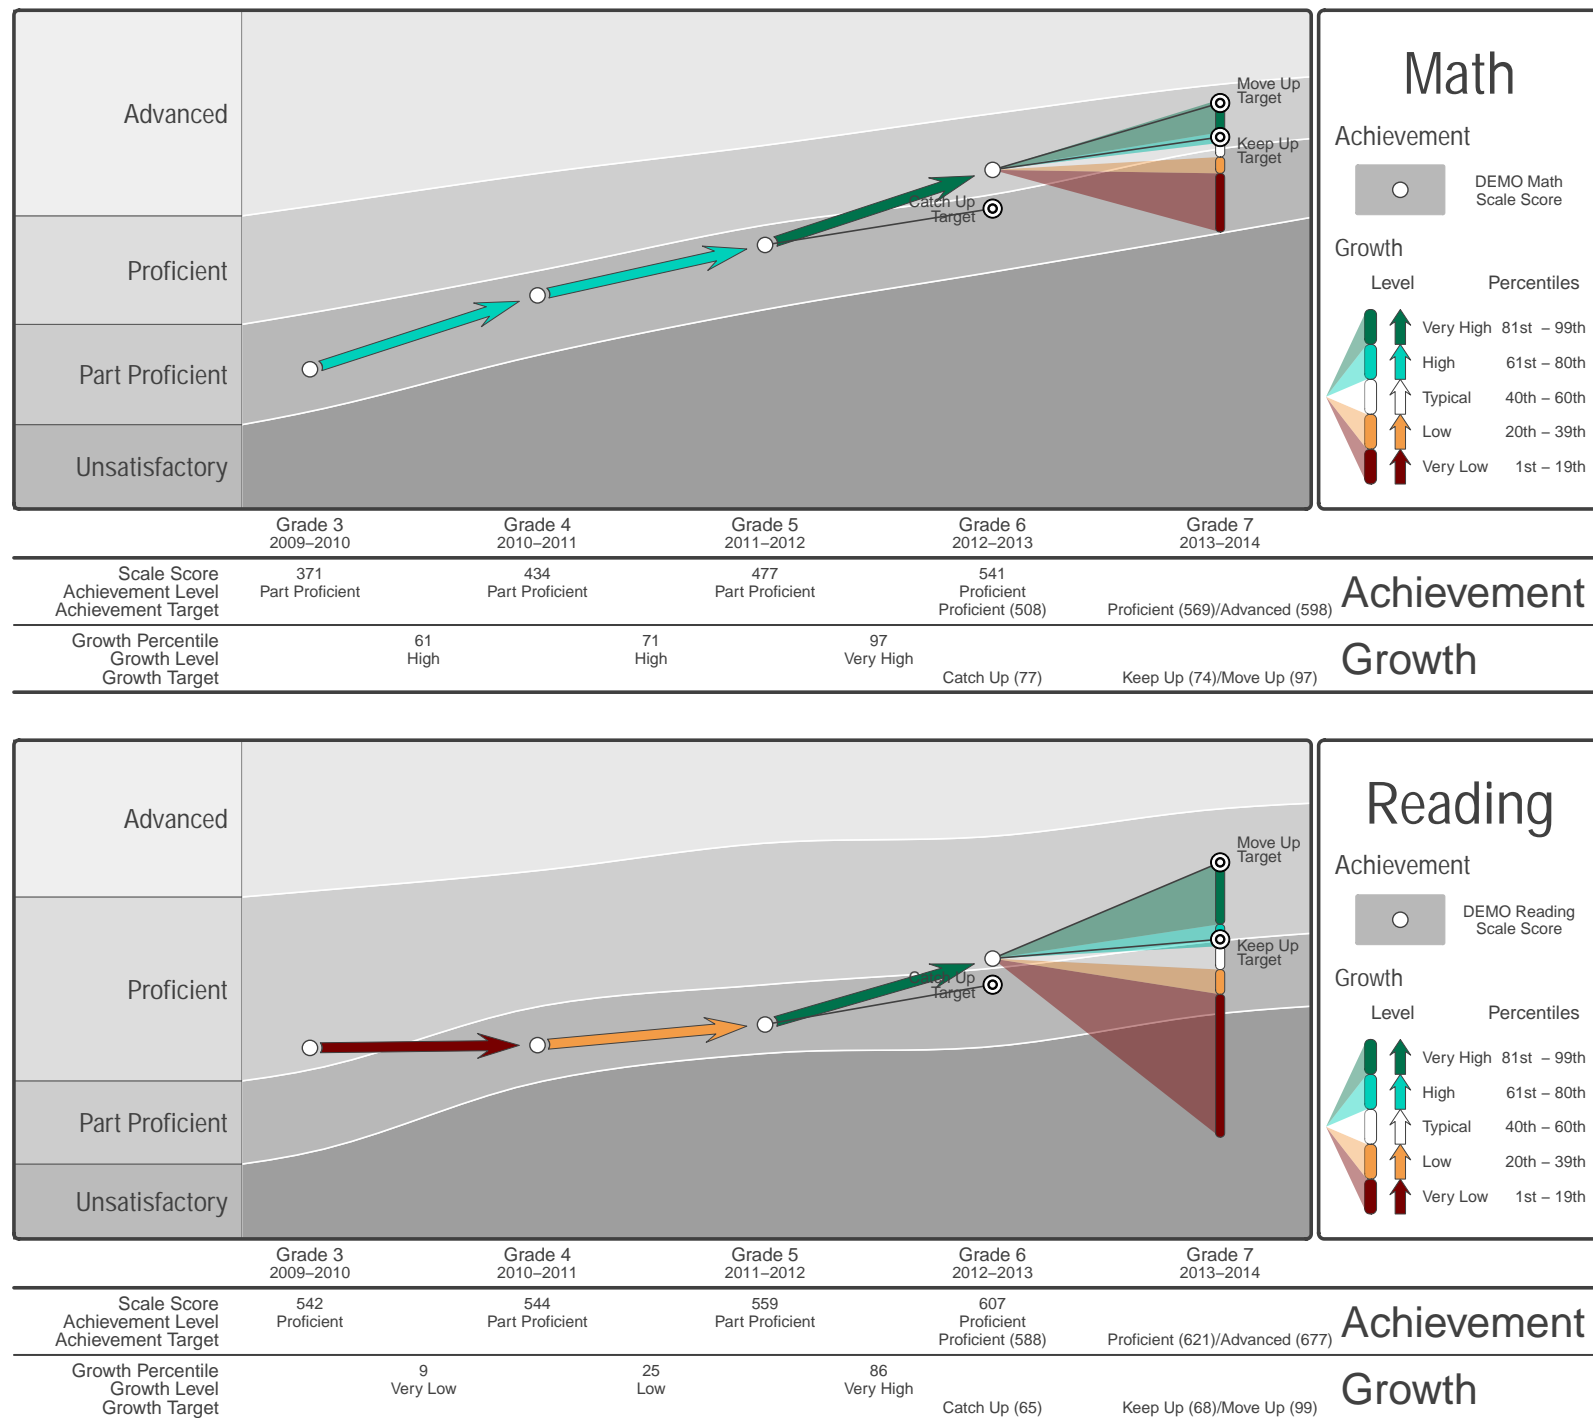 Advanced
Proficient
Part Proficient
Unsatisfactory
Move Up
Target
Keep Up
Target
Catch Up
Target
Math
Achievement
DEMO Math
Scale Score
Growth
Level Percentiles
Very High 81st – 99th
High 61st – 80th
Typical 40th – 60th
Low 20th – 39th
Very Low 1st – 19th
Grade 3 Grade 4 Grade 5 Grade 6 Grade 7
2009–2010 2010–2011 2011–2012 2012–2013 2013–2014
Scale Score 371 434 477 541
Achievement Level Part Proficient Part Proficient Part Proficient Proficient
Achievement Target Proficient (508) Proficient (569)/Advanced (598)
Achievement
Growth Percentile 61 71 97
Growth Level High High Very High
Growth Target Catch Up (77) Keep Up (74)/Move Up (97)
Growth
Advanced
Proficient
Part Proficient
Unsatisfactory
Move Up
Target
Keep Up
Target
Catch Up
Target
Reading
Achievement
DEMO Reading
Scale Score
Growth
Level Percentiles
Very High 81st – 99th
High 61st – 80th
Typical 40th – 60th
Low 20th – 39th
Very Low 1st – 19th
Grade 3 Grade 4 Grade 5 Grade 6 Grade 7
2009–2010 2010–2011 2011–2012 2012–2013 2013–2014
Scale Score 542 544 559 607
Achievement Level Proficient Part Proficient Part Proficient Proficient
Achievement Target Proficient (588) Proficient (621)/Advanced (677)
Achievement
Growth Percentile 9 25 86
Growth Level Very Low Low Very High
Growth Target Catch Up (65) Keep Up (68)/Move Up (99)
Growth